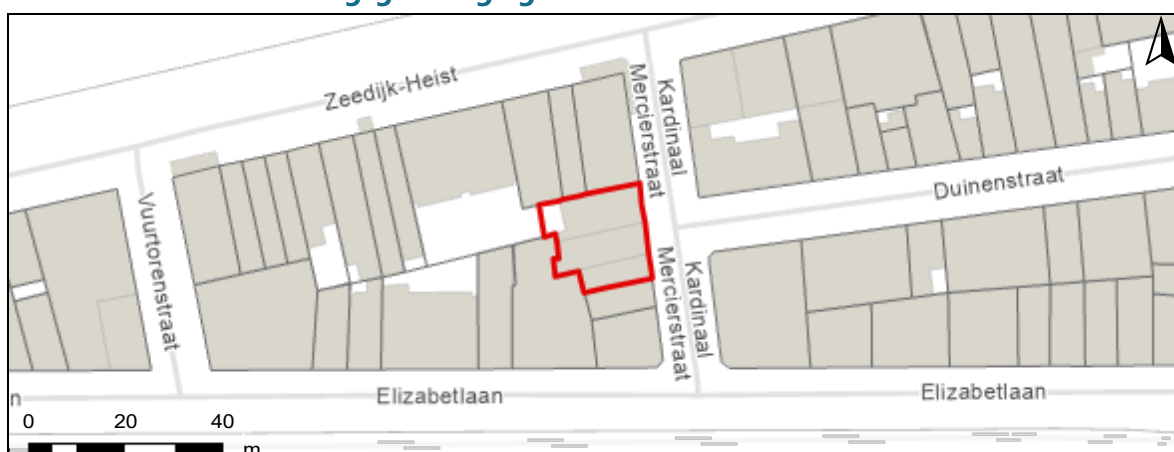 Zeedijk-Heist
Kardinaal
Mercierstraat
Duinenstraat
Vuurtorenstraat
Kardinaal
Mercierstraat
Elizabetlaan
Elizabetlaan
n
0 20 40
m